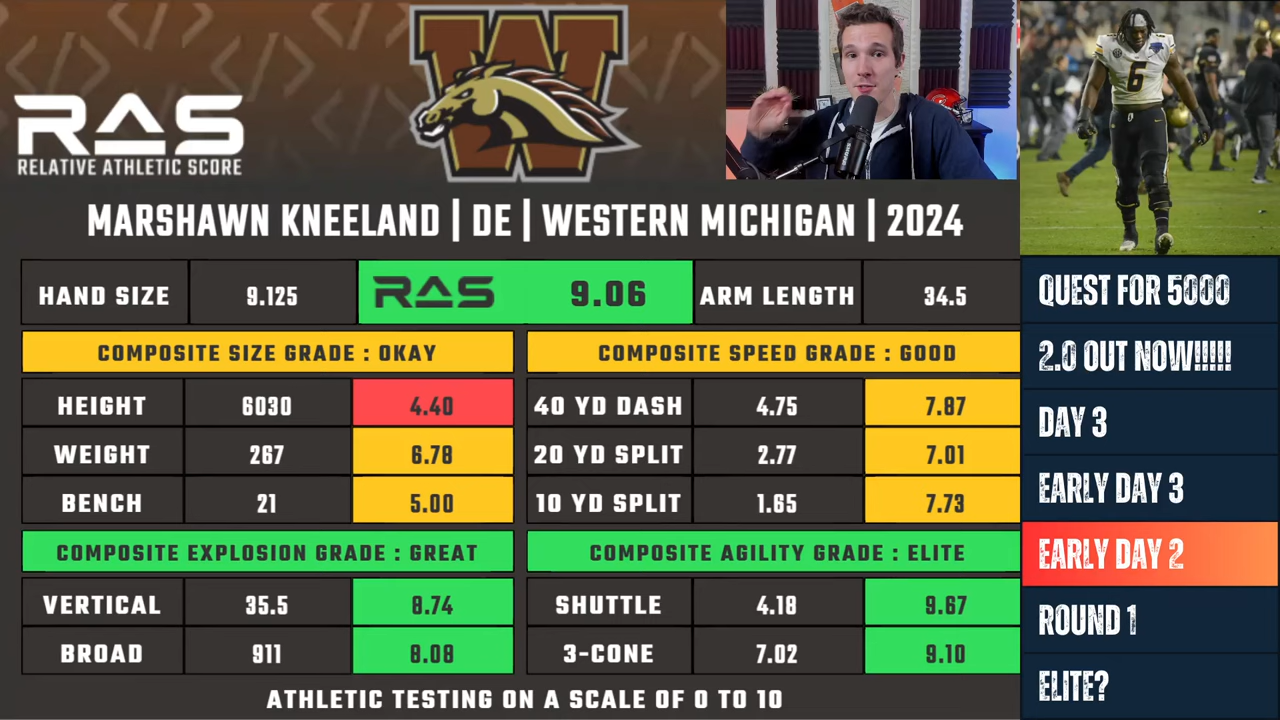 RAS
RELATIVE ATHLETIC SCORE
W
6
MARSHAWN KNEELAND | DE | WESTERN MICHIGAN | 2024
HAND SIZE 9.125 RAS 9.06 ARM LENGTH 34.5
COMPOSITE SIZE GRADE : OKAY
HEIGHT 6030 4.40
WEIGHT 267 6.78
BENCH 21 5.00
COMPOSITE SPEED GRADE : GOOD
40 YD DASH 4.75 7.87
20 YD SPLIT 2.77 7.01
10 YD SPLIT 1.65 7.73
COMPOSITE EXPLOSION GRADE : GREAT
VERTICAL 35.5 8.74
BROAD 911 8.08
COMPOSITE AGILITY GRADE : ELITE
SHUTTLE 4.18 9.67
3-CONE 7.02 9.10
ATHLETIC TESTING ON A SCALE OF 0 TO 10
QUEST FOR 5000
2.0 OUT NOW!!!!!
DAY 3
EARLY DAY 3
EARLY DAY 2
ROUND 1
ELITE?